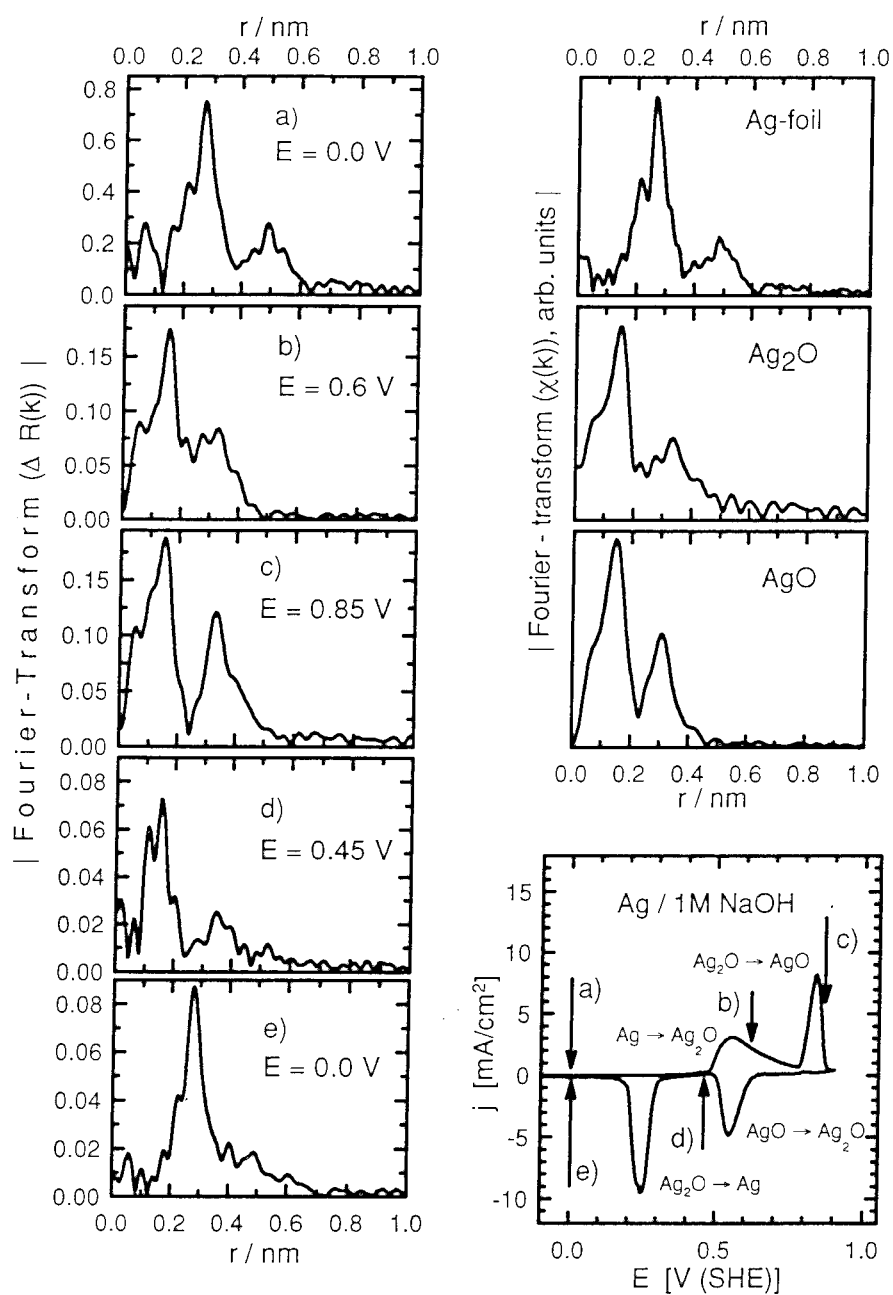 r / nm
0.0 0.2 0.4 0.6 0.8 1.0
0.8
0.6
0.4
0.2
0.0
a)
E = 0.0 V
0.15
0.10
0.05
0.00
b)
E = 0.6 V
0.15
0.10
0.05
0.00
c)
E = 0.85 V
0.08
0.06
0.04
0.02
0.00
d)
E = 0.45 V
0.08
0.06
0.04
0.02
0.00
e)
E = 0.0 V
0.0 0.2 0.4 0.6 0.8 1.0
r / nm
| Fourier-Transform (Δ R(k)) |
r / nm
0.0 0.2 0.4 0.6 0.8 1.0
Ag-foil
Ag₂O
AgO
0.0 0.2 0.4 0.6 0.8 1.0
r / nm
| Fourier - transform (χ(k)), arb. units |
Ag / 1M NaOH
15
10
5
0
-5
-10
j [mA/cm²]
a)
b)
c)
d)
e)
Ag₂O → AgO
Ag → Ag₂O
AgO → Ag₂O
Ag₂O → Ag
0.0 0.5 1.0
E [V (SHE)]